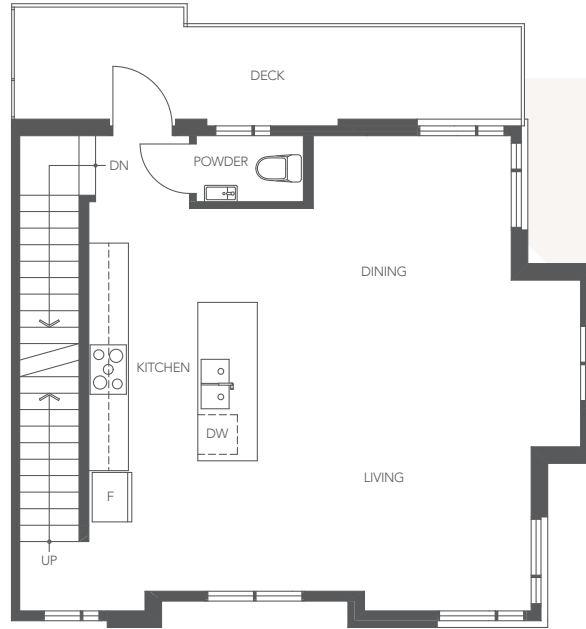 DECK
DN
POWDER
DINING
KITCHEN
DW
LIVING
F
UP